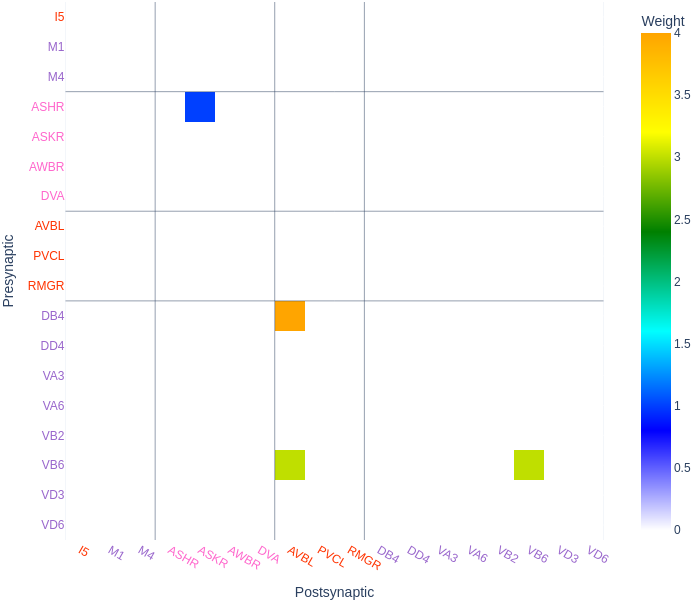 Weight
I5
M1
M4
ASHR
ASKR
AWBR
DVA
AVBL
PVCL
RMGR
DB4
DD4
VA3
VA6
VB2
VB6
VD3
VD6
Presynaptic
4
3.5
3
2.5
2
1.5
1
0.5
0
I5 M1 M4 ASHR ASKR AWBR DVA AVBL PVCL RMGR DB4 DD4 VA3 VA6 VB2 VB6 VD3 VD6
Postsynaptic